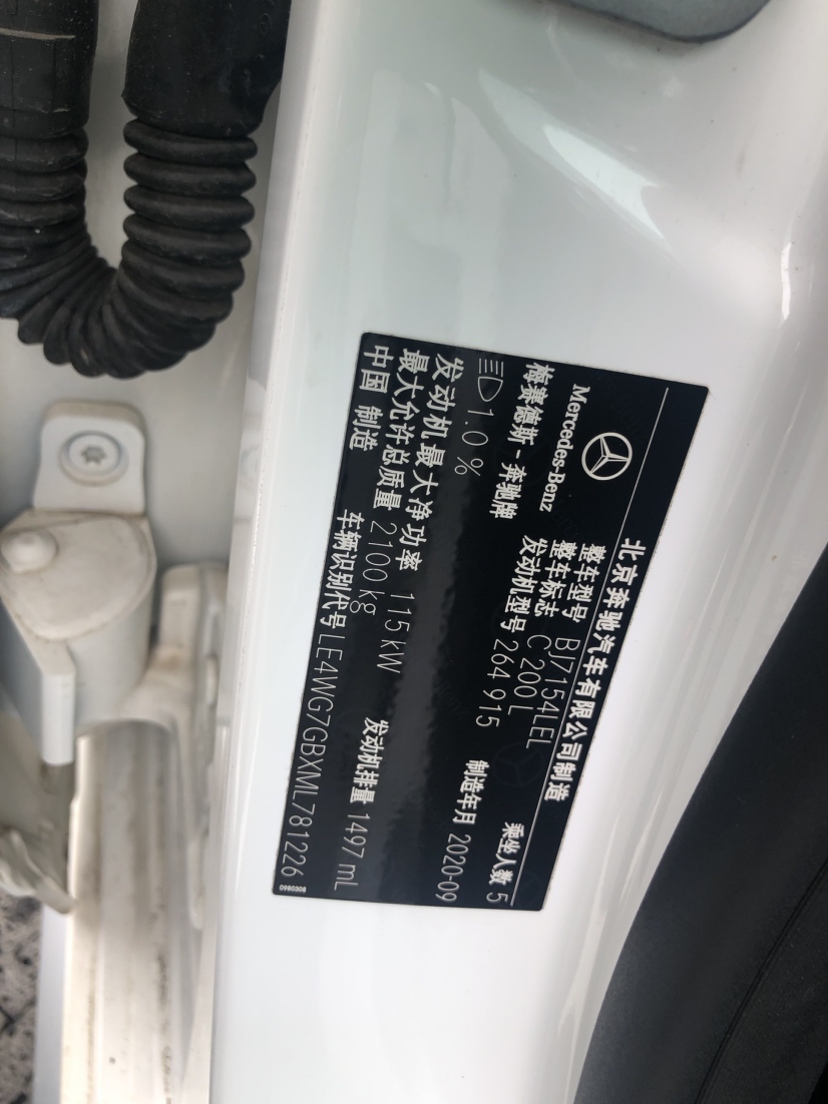 北京奔驰汽车有限公司制造
Mercedes-Benz
梅赛德斯-奔驰牌
整车型号 BJ7154LEL
整车标志 C 200 L
发动机型号 264 915
乘坐人数 5
制造年月 2020-09
1.0 %
发动机最大净功率 115 kW
发动机排量 1497 mL
最大允许总质量 2100 kg
中国 制造
车辆识别代号 LE4WG7GBXML781226